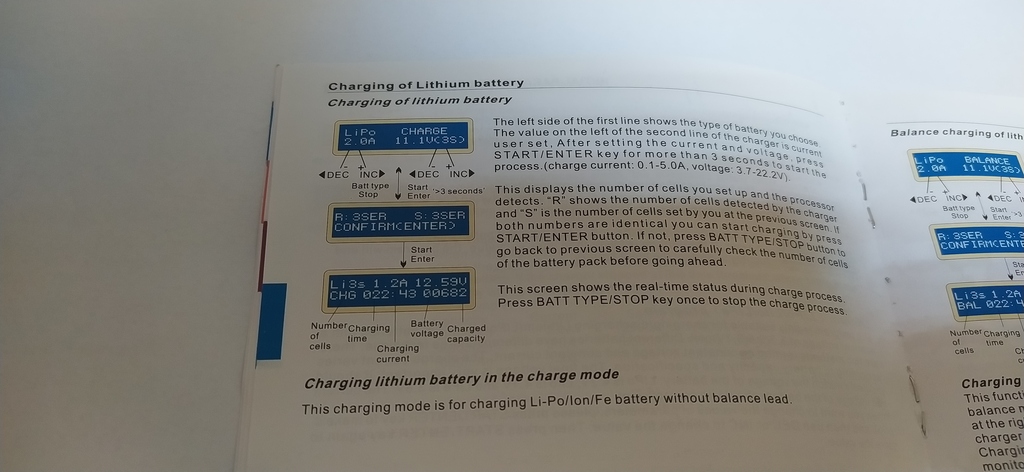 Charging of Lithium battery
Charging of lithium battery
LiPo CHARGE
2.0A 11.1V(3S)
◀DEC INC▶ ◀DEC INC▶
Batt type Stop
Start Enter >3 seconds
R: 3SER S: 3SER
CONFIRM(ENTER)
Start Enter
Li3s 1.2A 12.59V
CHG 022:43 00682
Number of cells
Charging time
Charging current
Battery voltage
Charged capacity
The left side of the first line shows the type of battery you choose.
The value on the left of the second line of the charger is current
user set, After setting the current and voltage, press
START/ENTER key for more than 3 seconds to start the
process.(charge current: 0.1-5.0A, voltage: 3.7-22.2V).
This displays the number of cells you set up and the processor
detects. "R" shows the number of cells detected by the charger
and "S" is the number of cells set by you at the previous screen. If
both numbers are identical you can start charging by press
START/ENTER button. If not, press BATT TYPE/STOP button to
go back to previous screen to carefully check the number of cells
of the battery pack before going ahead.
This screen shows the real-time status during charge process.
Press BATT TYPE/STOP key once to stop the charge process.
Charging lithium battery in the charge mode
This charging mode is for charging Li-Po/Ion/Fe battery without balance lead.
Balance charging of lith
LiPo BALANCE
2.0A 11.1V(3S)
◀DEC INC▶ ◀DEC
Batt type Stop
Start Enter >3
R: 3SER S: 3
CONFIRM(ENTE
Sta
Ente
Li3s 1.2A
BAL 022:4
Number of cells
Charging time
Charging
This funct
balance m
at the rig
charger
Chargin
monito